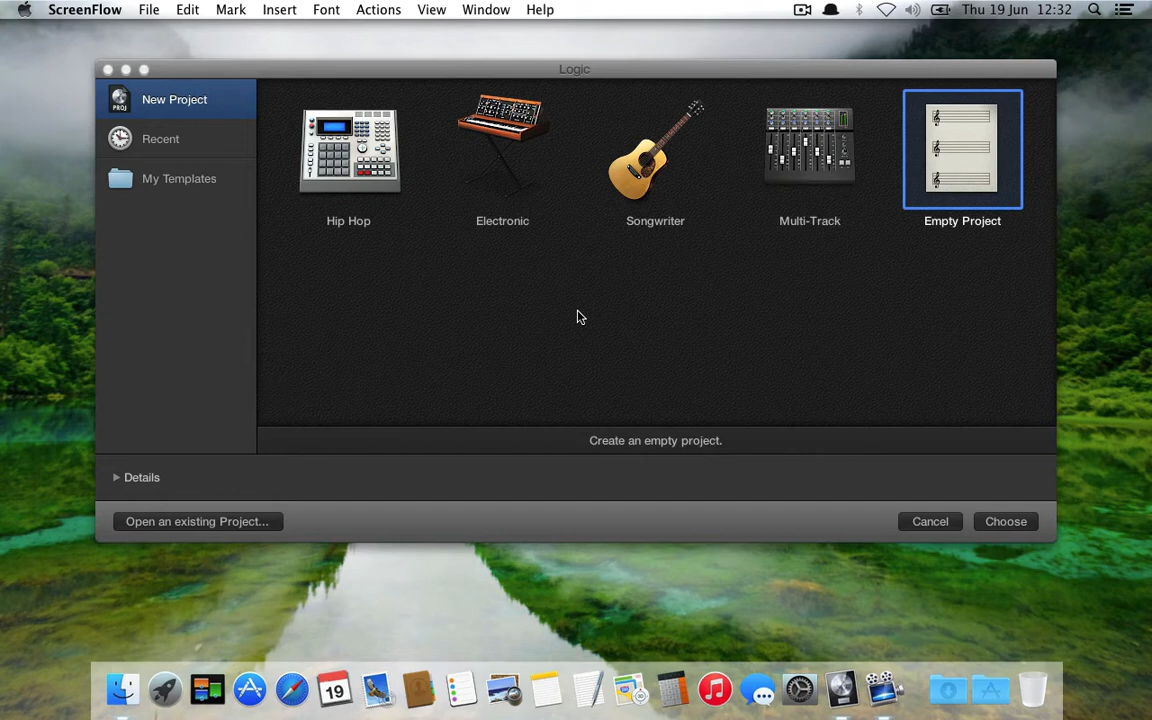 ScreenFlow File Edit Mark Insert Font Actions View Window Help Thu 19 Jun 12:32
Logic
PROJ
New Project
Recent
My Templates
Hip Hop Electronic Songwriter Multi-Track Empty Project
Create an empty project.
Details
Open an existing Project... Cancel Choose
19